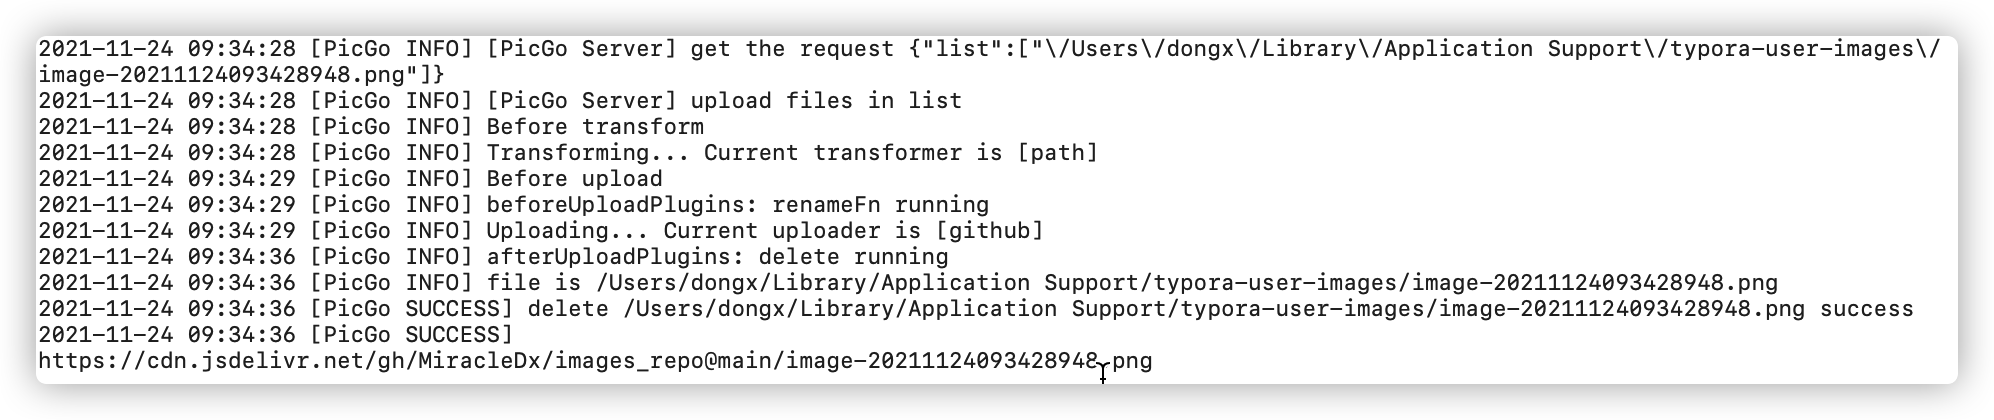 2021-11-24 09:34:28 [PicGo INFO] [PicGo Server] get the request {"list":["\/Users\/dongx\/Library\/Application Support\/typora-user-images\/
image-20211124093428948.png"]}
2021-11-24 09:34:28 [PicGo INFO] [PicGo Server] upload files in list
2021-11-24 09:34:28 [PicGo INFO] Before transform
2021-11-24 09:34:28 [PicGo INFO] Transforming... Current transformer is [path]
2021-11-24 09:34:29 [PicGo INFO] Before upload
2021-11-24 09:34:29 [PicGo INFO] beforeUploadPlugins: renameFn running
2021-11-24 09:34:29 [PicGo INFO] Uploading... Current uploader is [github]
2021-11-24 09:34:36 [PicGo INFO] afterUploadPlugins: delete running
2021-11-24 09:34:36 [PicGo INFO] file is /Users/dongx/Library/Application Support/typora-user-images/image-20211124093428948.png
2021-11-24 09:34:36 [PicGo SUCCESS] delete /Users/dongx/Library/Application Support/typora-user-images/image-20211124093428948.png success
2021-11-24 09:34:36 [PicGo SUCCESS]
https://cdn.jsdelivr.net/gh/MiracleDx/images_repo@main/image-20211124093428948.png